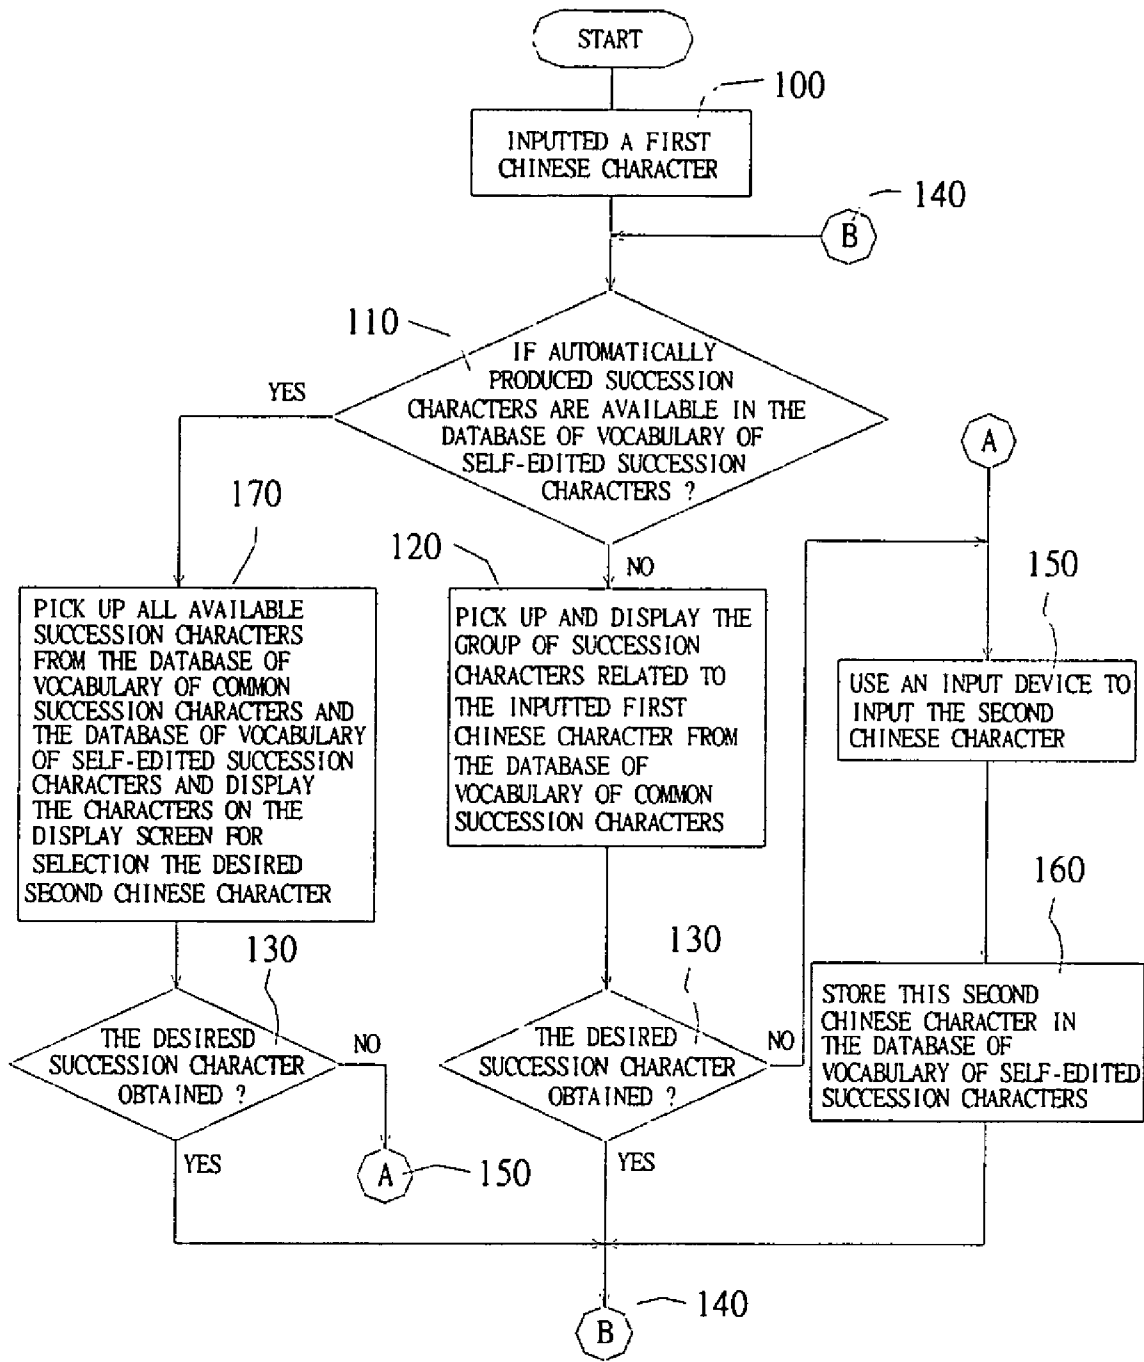 START
100
INPUTTED A FIRST
CHINESE CHARACTER
140
B
110
IF AUTOMATICALLY
PRODUCED SUCCESSION
CHARACTERS ARE AVAILABLE IN THE
DATABASE OF VOCABULARY OF
SELF-EDITED SUCCESSION
CHARACTERS ?
YES
NO
A
170
PICK UP ALL AVAILABLE
SUCCESSION CHARACTERS
FROM THE DATABASE OF
VOCABULARY OF COMMON
SUCCESSION CHARACTERS AND
THE DATABASE OF VOCABULARY
OF SELF-EDITED SUCCESSION
CHARACTERS AND DISPLAY
THE CHARACTERS ON THE
DISPLAY SCREEN FOR
SELECTION THE DESIRED
SECOND CHINESE CHARACTER
120
PICK UP AND DISPLAY THE
GROUP OF SUCCESSION
CHARACTERS RELATED TO
THE INPUTTED FIRST
CHINESE CHARACTER FROM
THE DATABASE OF
VOCABULARY OF COMMON
SUCCESSION CHARACTERS
150
USE AN INPUT DEVICE TO
INPUT THE SECOND
CHINESE CHARACTER
160
STORE THIS SECOND
CHINESE CHARACTER IN
THE DATABASE OF
VOCABULARY OF SELF-EDITED
SUCCESSION CHARACTERS
130
THE DESIRESD
SUCCESSION CHARACTER
OBTAINED ?
NO
YES
A
150
130
THE DESIRED
SUCCESSION CHARACTER
OBTAINED ?
NO
YES
140
B